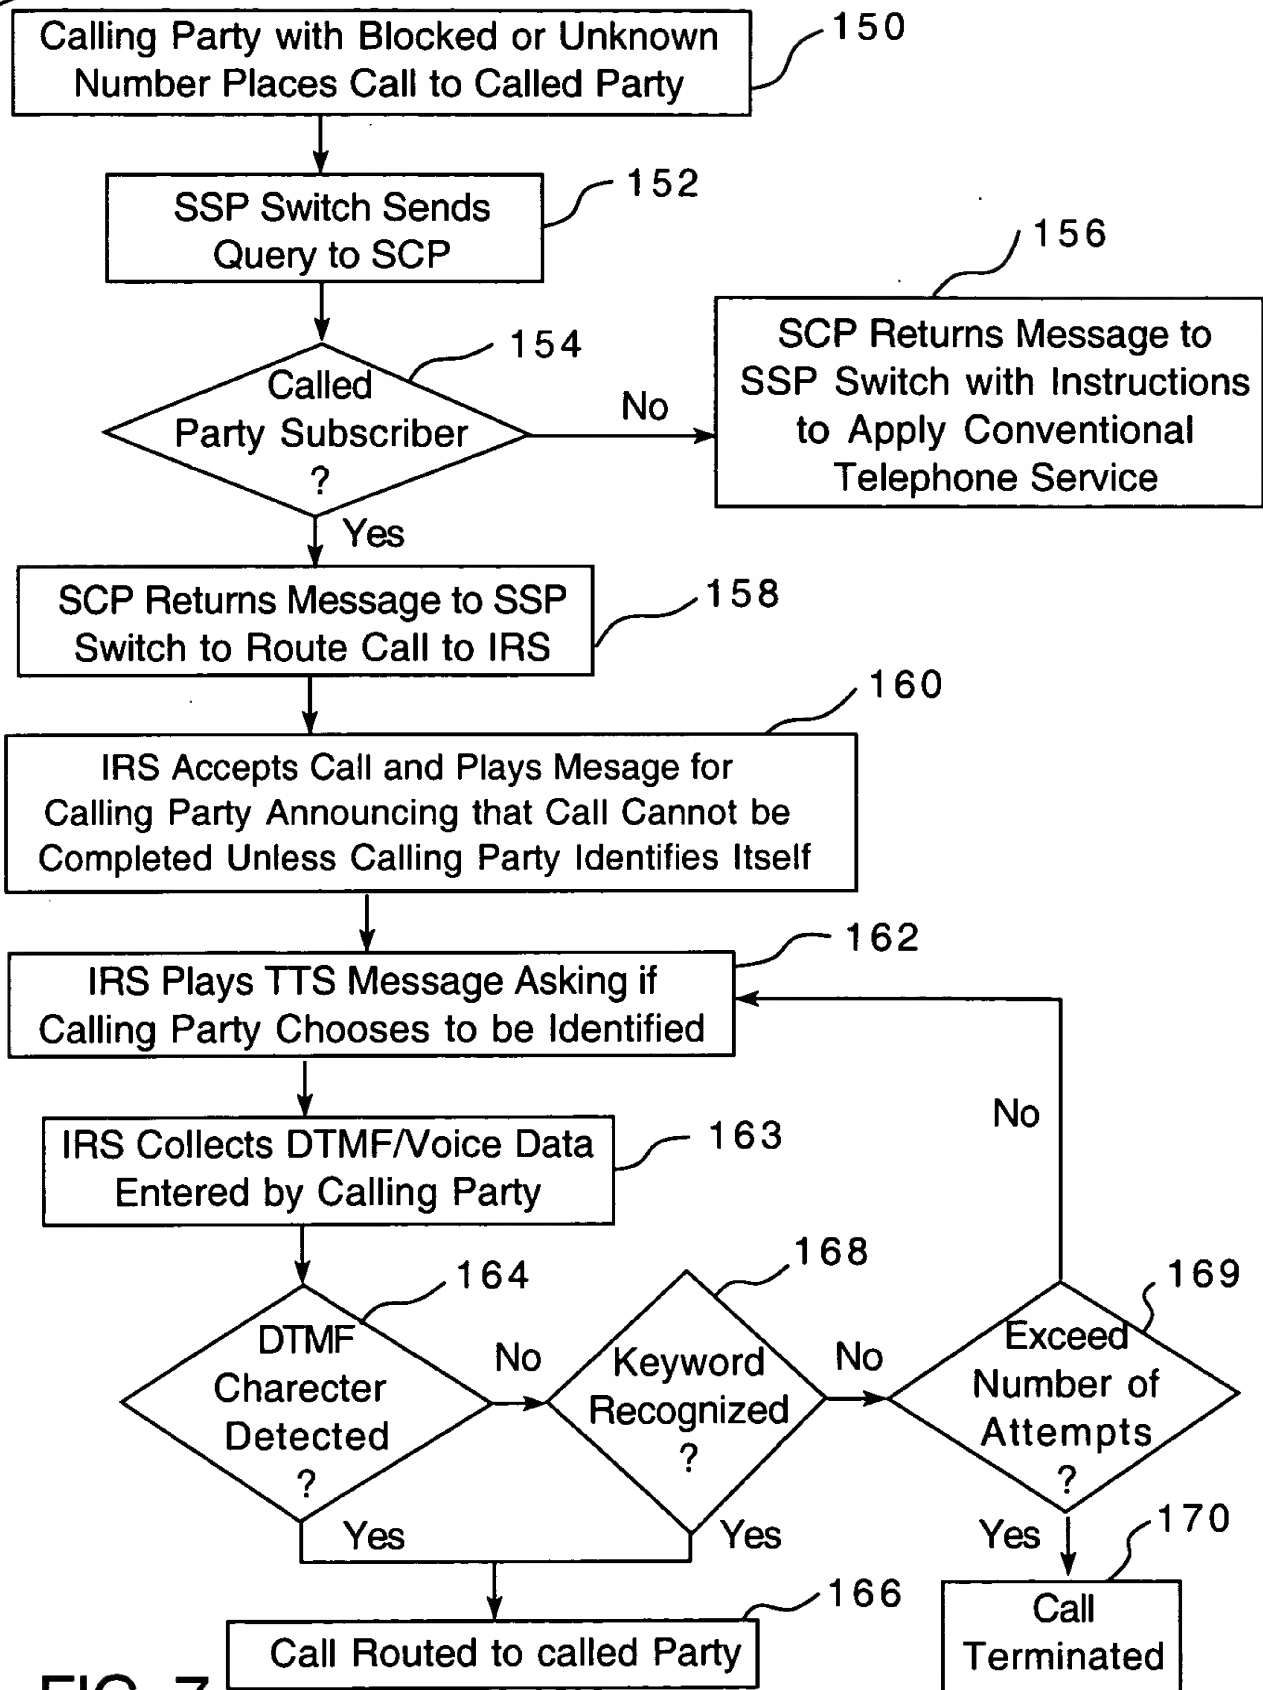 Calling Party with Blocked or Unknown
Number Places Call to Called Party
150
SSP Switch Sends
Query to SCP
152
Called
Party Subscriber
?
154
No
SCP Returns Message to
SSP Switch with Instructions
to Apply Conventional
Telephone Service
156
Yes
SCP Returns Message to SSP
Switch to Route Call to IRS
158
IRS Accepts Call and Plays Mesage for
Calling Party Announcing that Call Cannot be
Completed Unless Calling Party Identifies Itself
160
IRS Plays TTS Message Asking if
Calling Party Chooses to be Identified
162
No
IRS Collects DTMF/Voice Data
Entered by Calling Party
163
DTMF
Charecter
Detected
?
164
No
Keyword
Recognized
?
168
No
Exceed
Number of
Attempts
?
169
Yes
Yes
Yes
Call Routed to called Party
166
Call
Terminated
170
FIG. 7